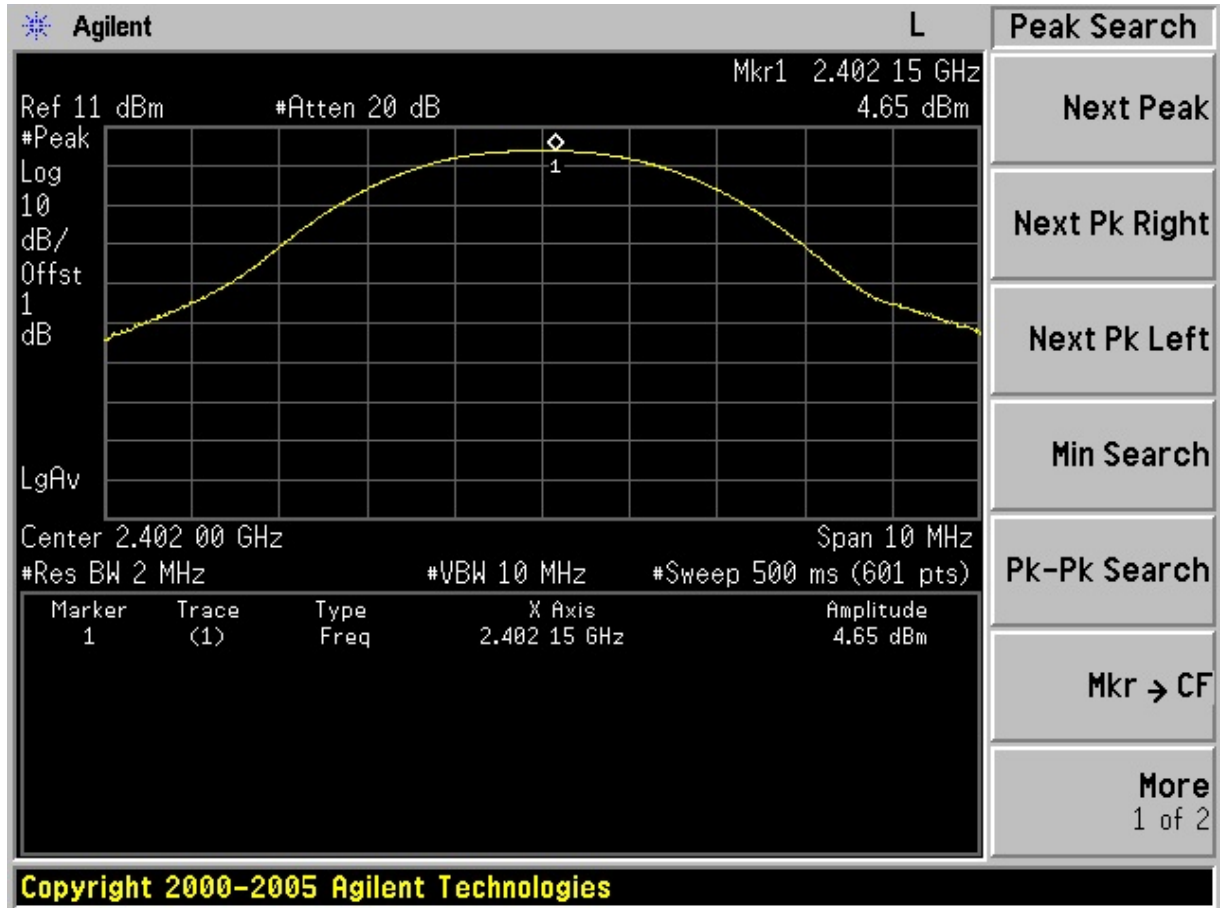 Agilent L Peak Search
Mkr1 2.402 15 GHz
Ref 11 dBm #Atten 20 dB 4.65 dBm
#Peak
Log
10
dB/
Offst
1
dB
LgAv
1
Center 2.402 00 GHz Span 10 MHz
#Res BW 2 MHz #VBW 10 MHz #Sweep 500 ms (601 pts)
Marker Trace Type X Axis Amplitude
1 (1) Freq 2.402 15 GHz 4.65 dBm
Next Peak
Next Pk Right
Next Pk Left
Min Search
Pk-Pk Search
Mkr → CF
More
1 of 2
Copyright 2000-2005 Agilent Technologies